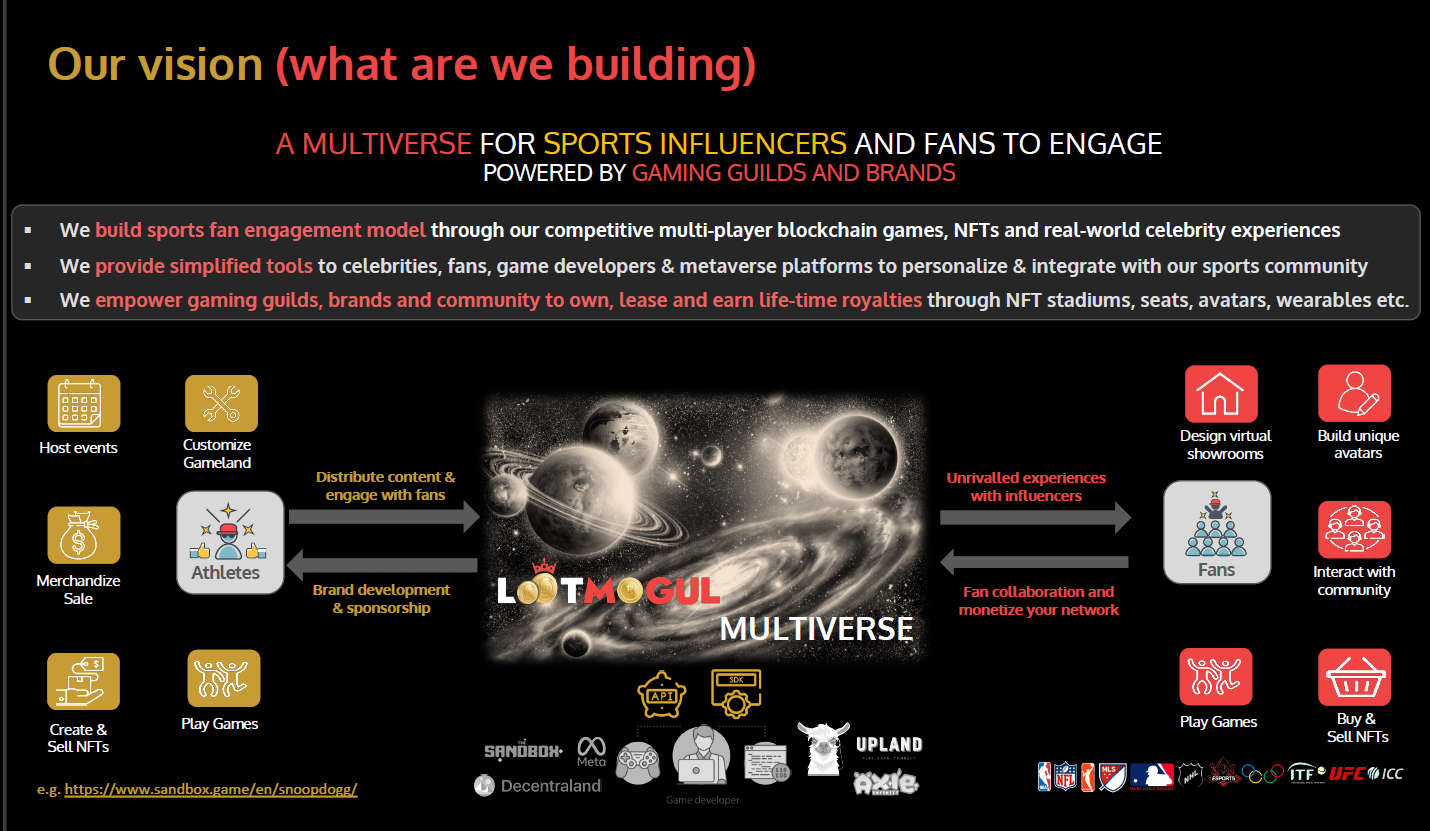 Our vision (what are we building)
A MULTIVERSE FOR SPORTS INFLUENCERS AND FANS TO ENGAGE
POWERED BY GAMING GUILDS AND BRANDS
▪ We build sports fan engagement model through our competitive multi-player blockchain games, NFTs and real-world celebrity experiences
▪ We provide simplified tools to celebrities, fans, game developers & metaverse platforms to personalize & integrate with our sports community
▪ We empower gaming guilds, brands and community to own, lease and earn life-time royalties through NFT stadiums, seats, avatars, wearables etc.
Host events
Customize
Gameland
Merchandize
Sale
Athletes
Create &
Sell NFTs
Play Games
Distribute content &
engage with fans
Brand development
& sponsorship
LOOTMOGUL
MULTIVERSE
Unrivalled experiences
with influencers
Fan collaboration and
monetize your network
Design virtual
showrooms
Build unique
avatars
Fans
Interact with
community
Play Games
Buy &
Sell NFTs
API
SDK
THE
SANDBOX
Meta
Decentraland
Game developer
UPLAND
PLAY. EARN. CONNECT.
AXIE
INFINITY
NBA
NFL
MLS
NHL
ESPORTS
ITF
UFC
ICC
e.g. https://www.sandbox.game/en/snoopdogg/